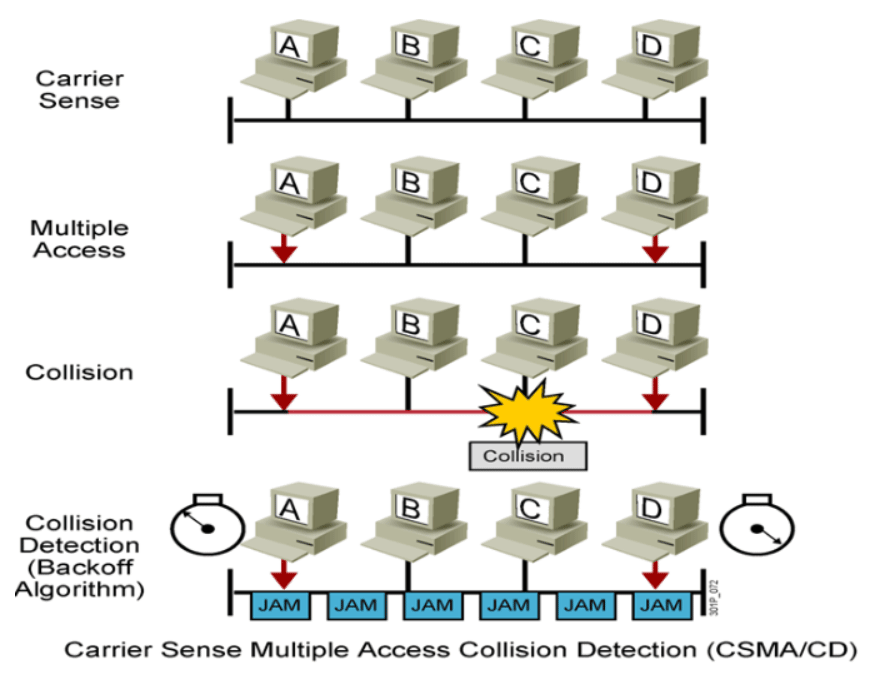 A B C D
Carrier
Sense
A B C D
Multiple
Access
A B C D
Collision
Collision
A B C D
Collision
Detection
(Backoff
Algorithm)
JAM JAM JAM JAM JAM JAM
301P_072
Carrier Sense Multiple Access Collision Detection (CSMA/CD)